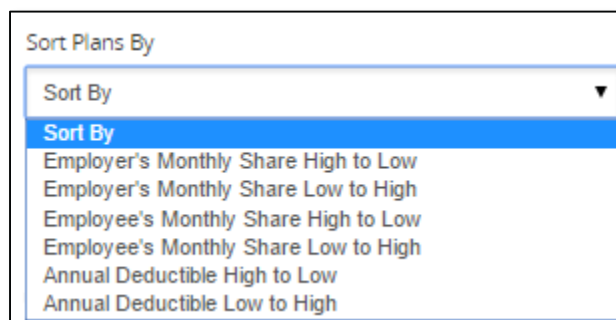 Sort Plans By
Sort By
Sort By
Employer's Monthly Share High to Low
Employer's Monthly Share Low to High
Employee's Monthly Share High to Low
Employee's Monthly Share Low to High
Annual Deductible High to Low
Annual Deductible Low to High